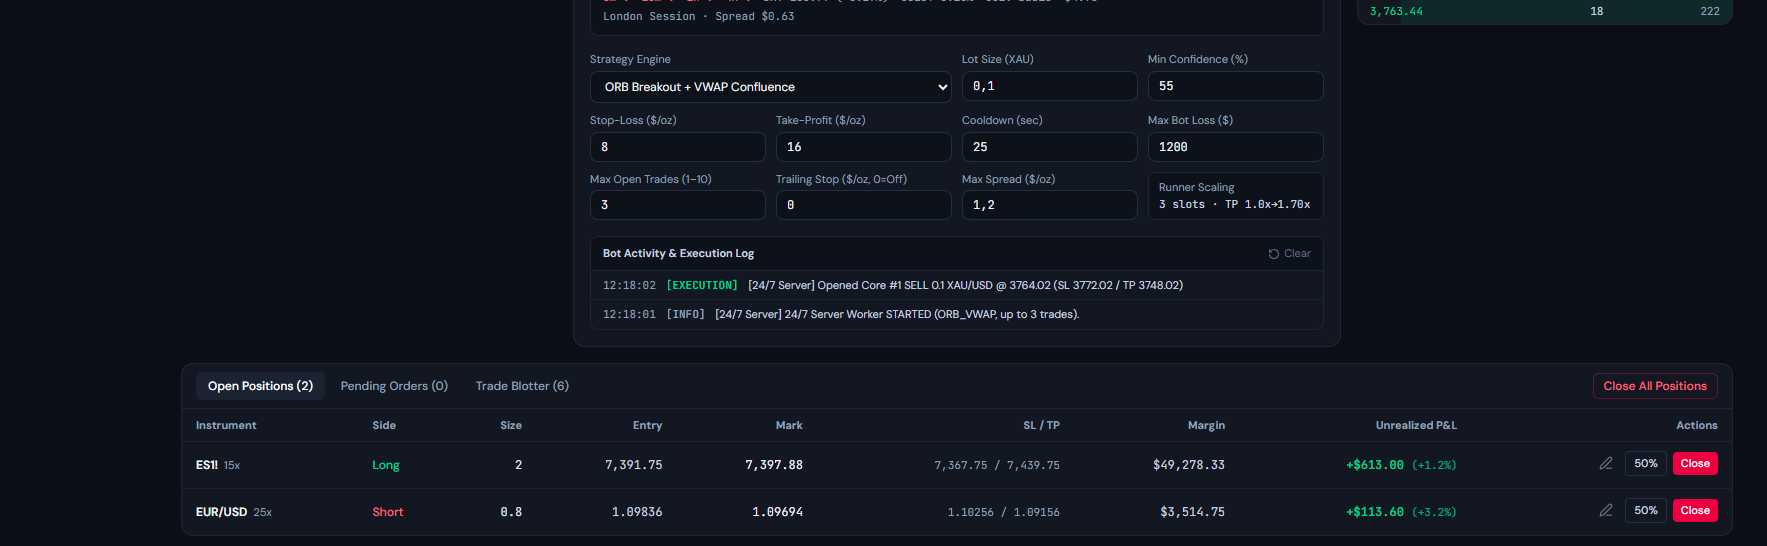 London Session · Spread $0.63
3,763.44 18 222
Strategy Engine
Lot Size (XAU)
Min Confidence (%)
ORB Breakout + VWAP Confluence
0,1
55
Stop-Loss ($/oz)
Take-Profit ($/oz)
Cooldown (sec)
Max Bot Loss ($)
8
16
25
1200
Max Open Trades (1–10)
Trailing Stop ($/oz, 0=Off)
Max Spread ($/oz)
Runner Scaling
3
0
1,2
3 slots · TP 1.0x→1.70x
Bot Activity & Execution Log
Clear
12:18:02 [EXECUTION] [24/7 Server] Opened Core #1 SELL 0.1 XAU/USD @ 3764.02 (SL 3772.02 / TP 3748.02)
12:18:01 [INFO] [24/7 Server] 24/7 Server Worker STARTED (ORB_VWAP, up to 3 trades).
Open Positions (2) Pending Orders (0) Trade Blotter (6) Close All Positions
Instrument Side Size Entry Mark SL / TP Margin Unrealized P&L Actions
ES1! 15x Long 2 7,391.75 7,397.88 7,367.75 / 7,439.75 $49,278.33 +$613.00 (+1.2%) 50% Close
EUR/USD 25x Short 0.8 1.09836 1.09694 1.10256 / 1.09156 $3,514.75 +$113.60 (+3.2%) 50% Close